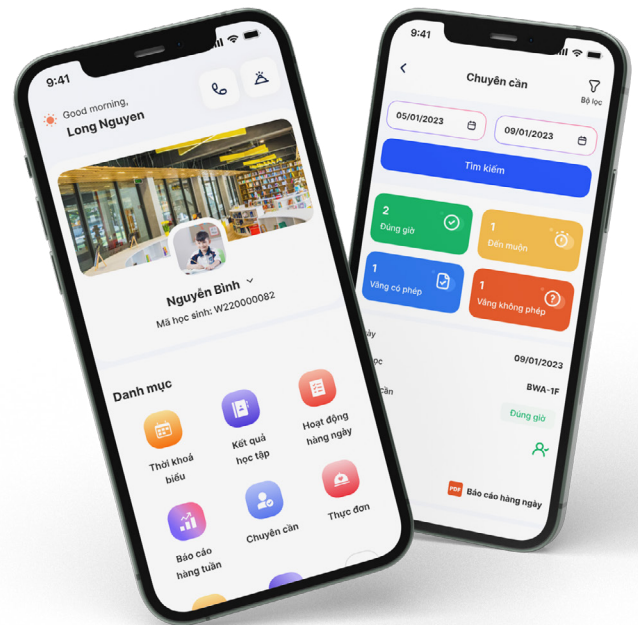 9:41
Good morning,
Long Nguyen
Nguyễn Bình
Mã học sinh: W220000082
Danh mục
Thời khoá
biểu
Kết quả
học tập
Hoạt động
hàng ngày
Báo cáo
hàng tuần
Chuyên cần
Thực đơn
9:41
Chuyên cần
Bộ lọc
05/01/2023
09/01/2023
Tìm kiếm
2
Đúng giờ
1
Đến muộn
1
Vắng có phép
1
Vắng không phép
09/01/2023
BWA-1F
cần
Đúng giờ
PDF
Báo cáo hàng ngày